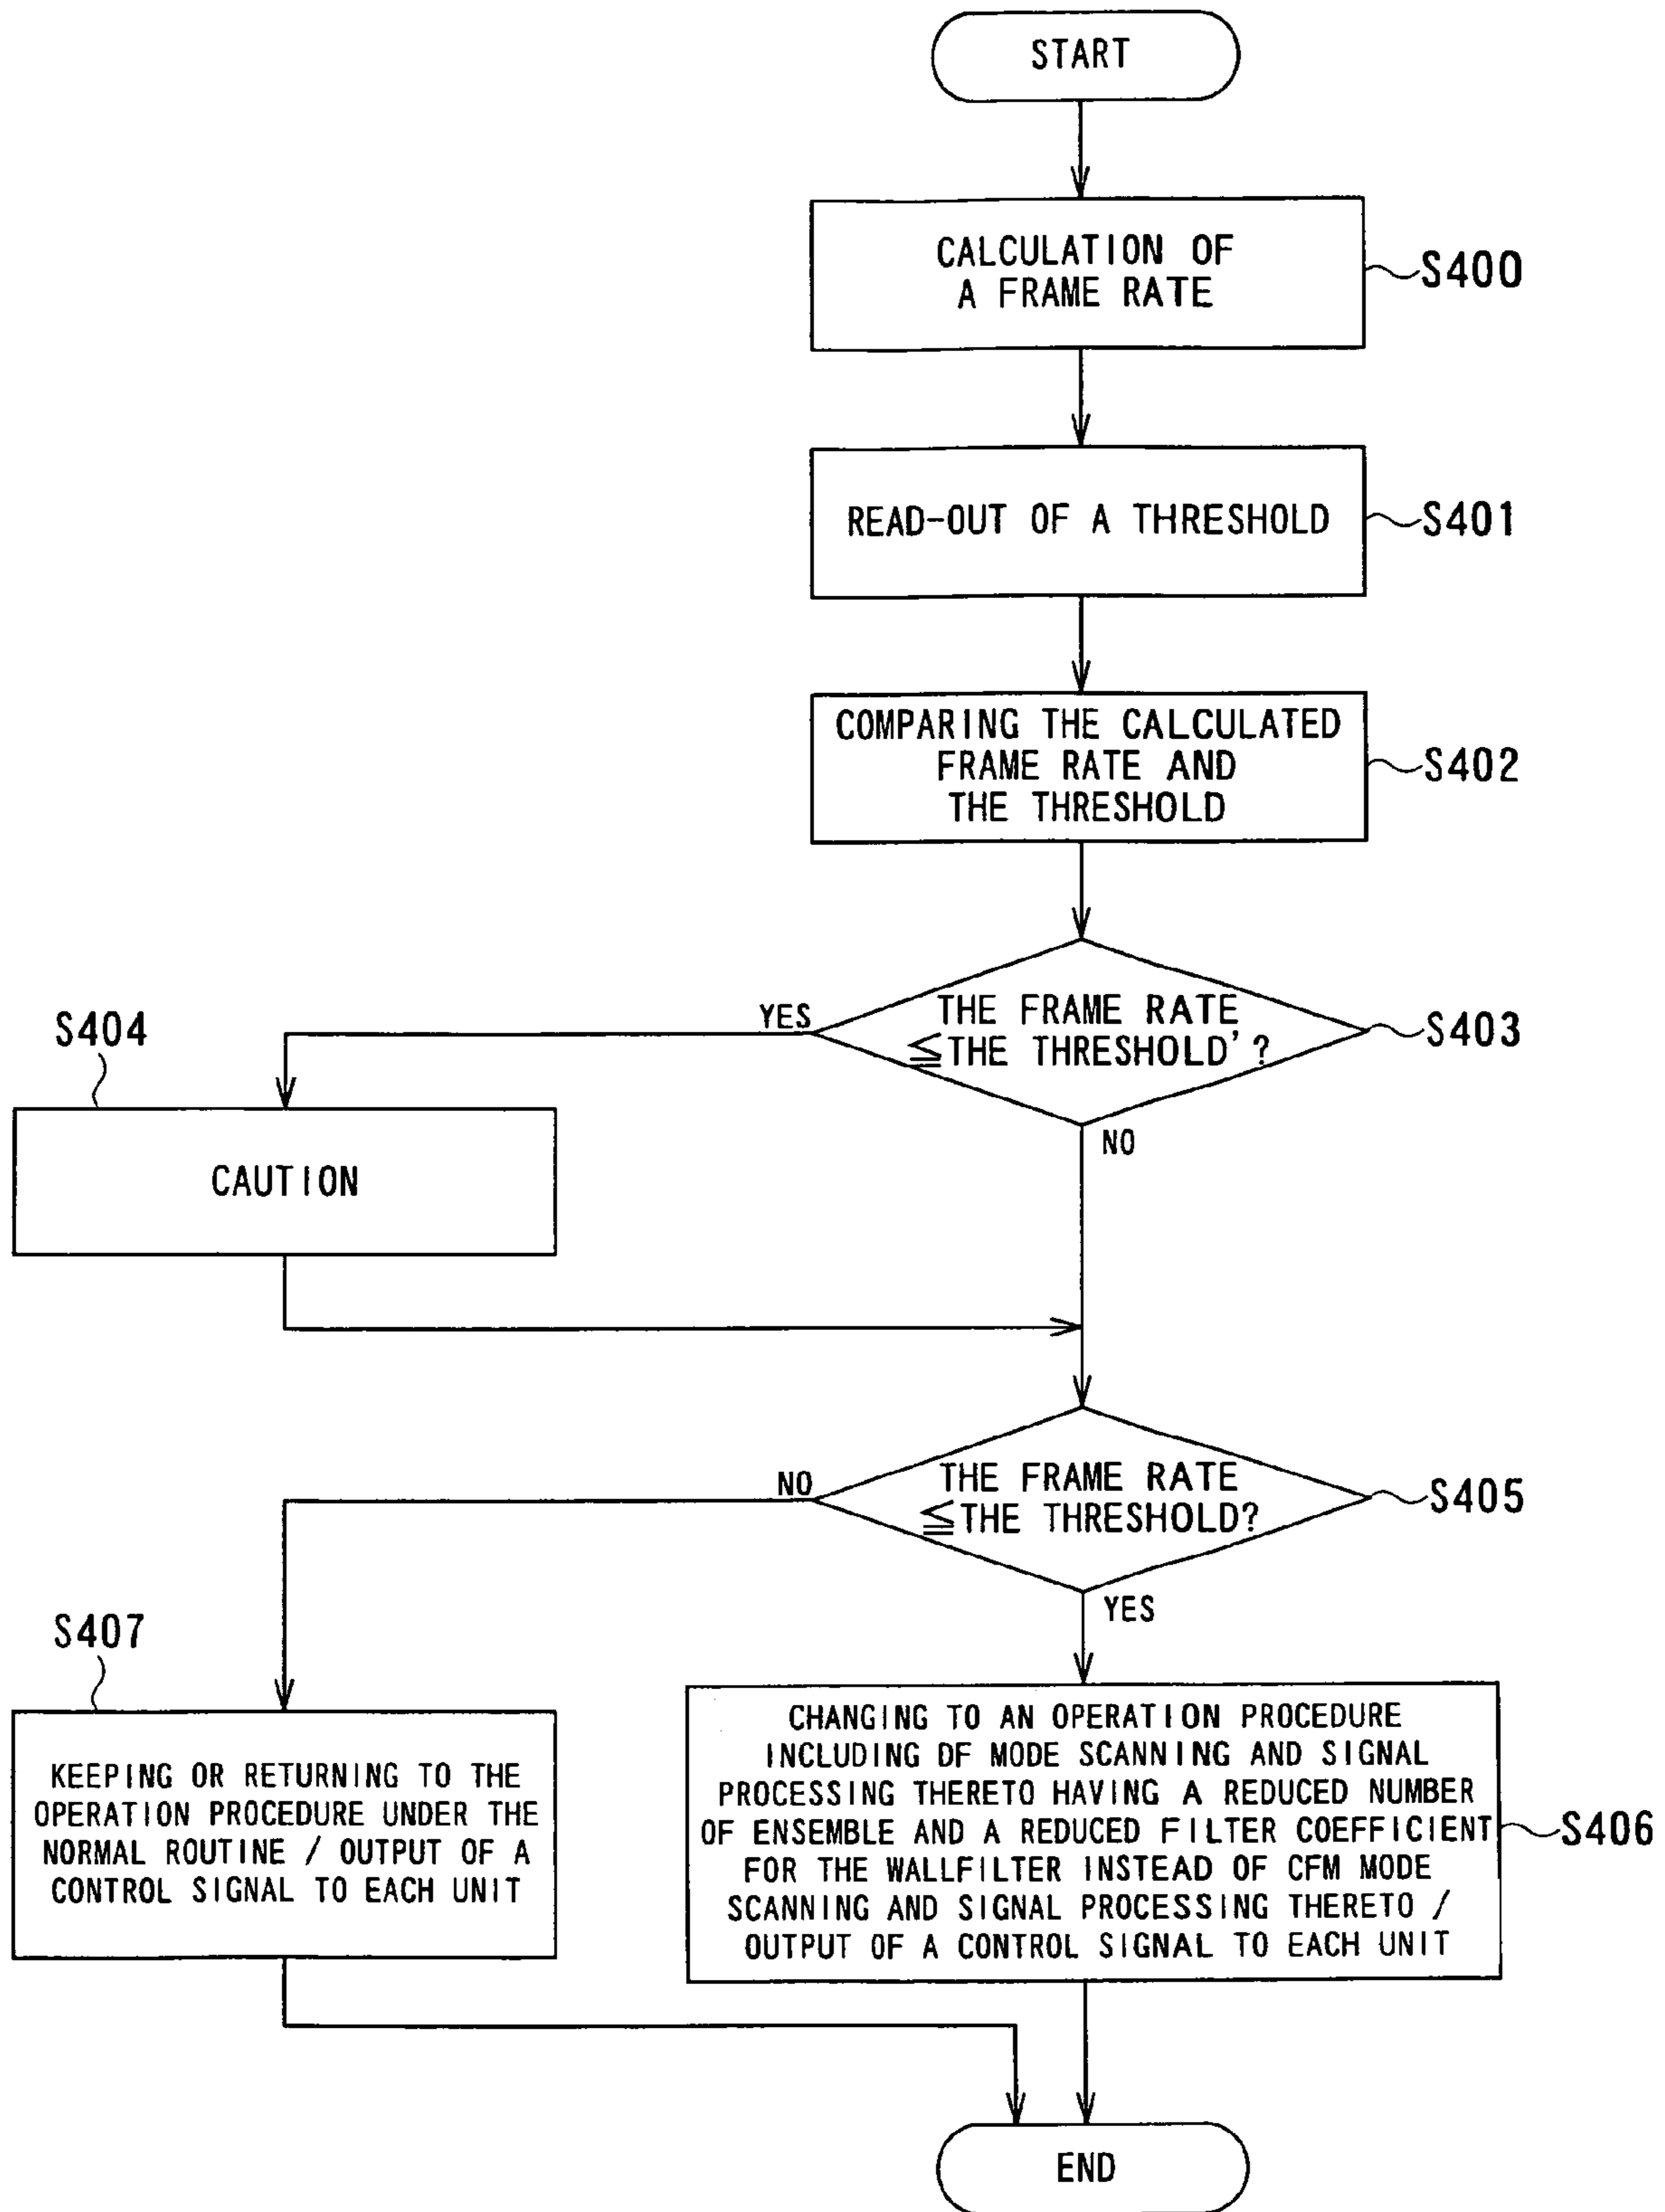 START
CALCULATION OF
A FRAME RATE
S400
READ-OUT OF A THRESHOLD
S401
COMPARING THE CALCULATED
FRAME RATE AND
THE THRESHOLD
S402
THE FRAME RATE
≦THE THRESHOLD'?
S403
YES
NO
S404
CAUTION
THE FRAME RATE
≦THE THRESHOLD?
S405
NO
YES
S407
KEEPING OR RETURNING TO THE
OPERATION PROCEDURE UNDER THE
NORMAL ROUTINE / OUTPUT OF A
CONTROL SIGNAL TO EACH UNIT
CHANGING TO AN OPERATION PROCEDURE
INCLUDING DF MODE SCANNING AND SIGNAL
PROCESSING THERETO HAVING A REDUCED NUMBER
OF ENSEMBLE AND A REDUCED FILTER COEFFICIENT
FOR THE WALLFILTER INSTEAD OF CFM MODE
SCANNING AND SIGNAL PROCESSING THERETO /
OUTPUT OF A CONTROL SIGNAL TO EACH UNIT
S406
END